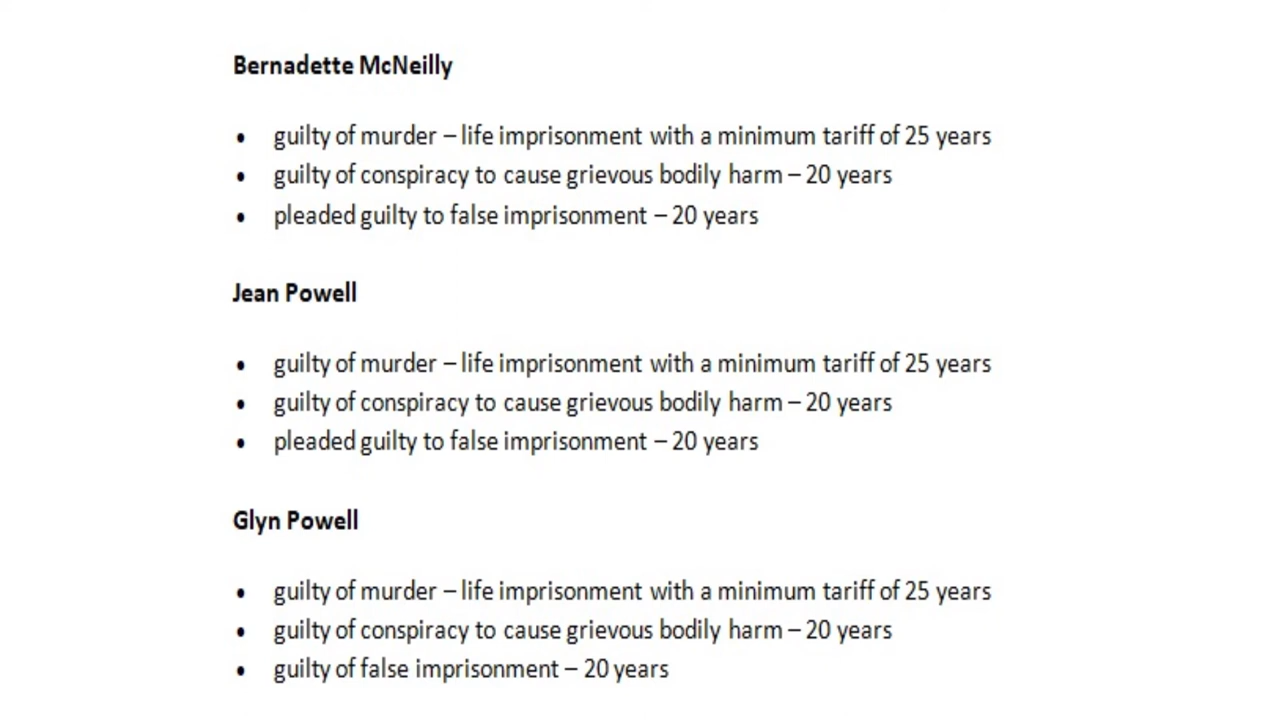 Bernadette McNeilly
• guilty of murder – life imprisonment with a minimum tariff of 25 years
• guilty of conspiracy to cause grievous bodily harm – 20 years
• pleaded guilty to false imprisonment – 20 years
Jean Powell
• guilty of murder – life imprisonment with a minimum tariff of 25 years
• guilty of conspiracy to cause grievous bodily harm – 20 years
• pleaded guilty to false imprisonment – 20 years
Glyn Powell
• guilty of murder – life imprisonment with a minimum tariff of 25 years
• guilty of conspiracy to cause grievous bodily harm – 20 years
• guilty of false imprisonment – 20 years